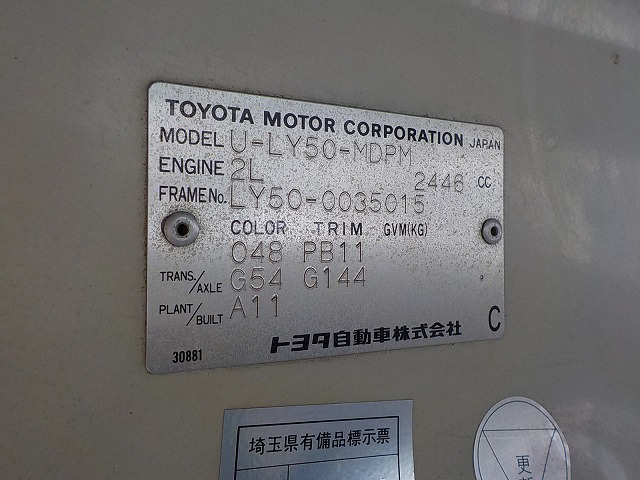 TOYOTA MOTOR CORPORATION JAPAN
MODEL U-LY50-MDPM
ENGINE 2L 2446 CC
FRAME No. LY50-0035015
COLOR TRIM GVM(KG)
048 PB11
TRANS./AXLE G54 G144
PLANT/BUILT A11
30881 トヨタ自動車株式会社 C
埼玉県有備品標示票
更